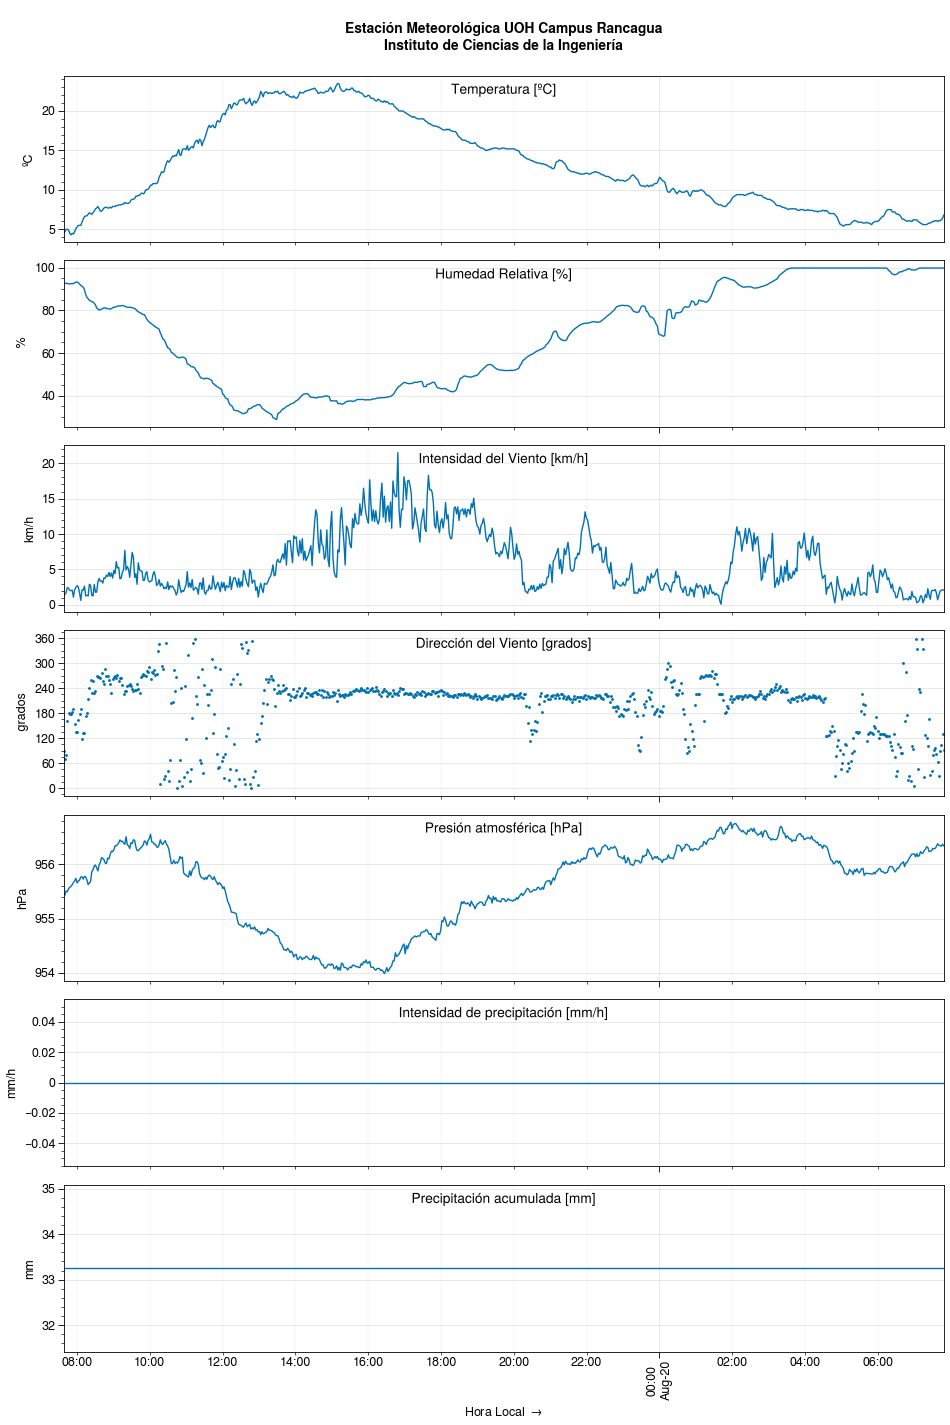 Estación Meteorológica UOH Campus Rancagua
Instituto de Ciencias de la Ingeniería
Temperatura [ºC]
ºC
20
15
10
5
Humedad Relativa [%]
%
100
80
60
40
Intensidad del Viento [km/h]
km/h
20
15
10
5
0
Dirección del Viento [grados]
grados
360
300
240
180
120
60
0
Presión atmosférica [hPa]
hPa
956
955
954
Intensidad de precipitación [mm/h]
mm/h
0.04
0.02
0
−0.02
−0.04
Precipitación acumulada [mm]
mm
35
34
33
32
08:00 10:00 12:00 14:00 16:00 18:00 20:00 22:00 00:00 02:00 04:00 06:00
Aug-20
Hora Local →